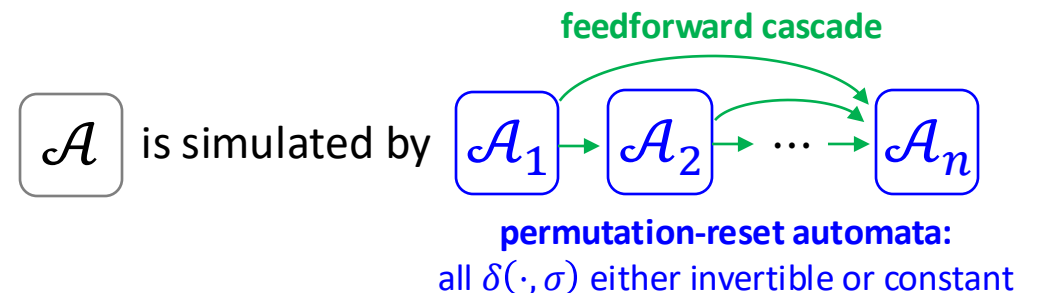 feedforward cascade
𝒜 is simulated by 𝒜₁ 𝒜₂ ⋯ 𝒜ₙ
permutation-reset automata:
all δ(·, σ) either invertible or constant